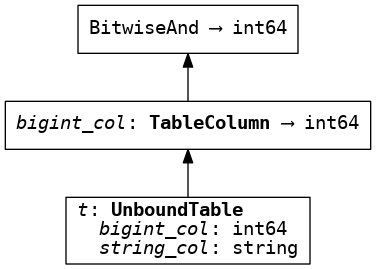 BitwiseAnd → int64
bigint_col: TableColumn → int64
t: UnboundTable
bigint_col: int64
string_col: string